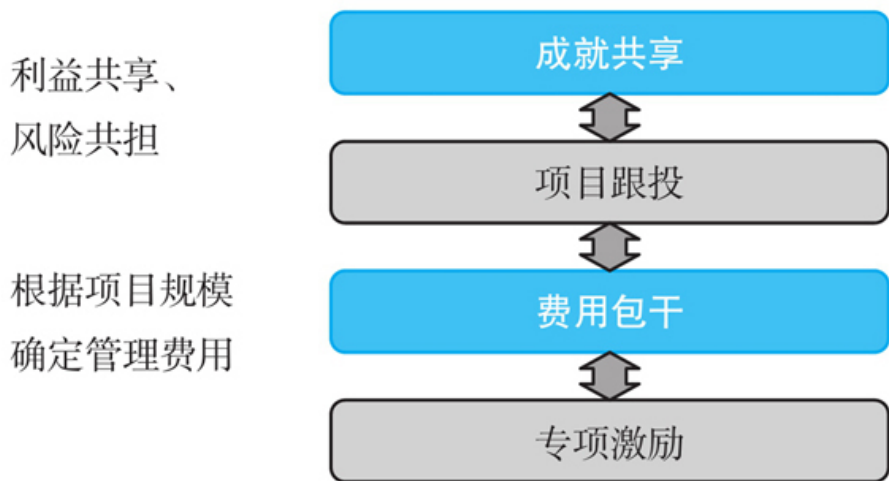 成就共享
利益共享、
风险共担
项目跟投
费用包干
根据项目规模
确定管理费用
专项激励